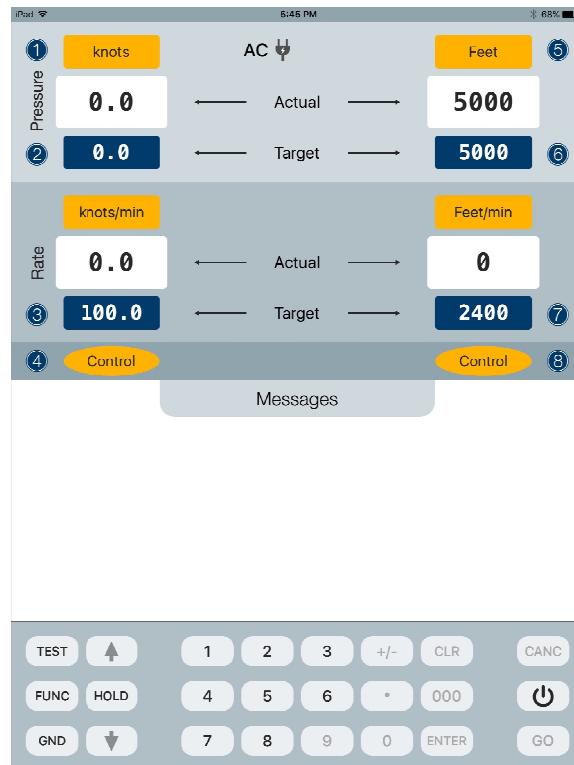 iPad 5:45 PM 68%
1 knots AC Feet 5
Pressure
0.0 Actual 5000
2 0.0 Target 5000 6
knots/min Feet/min
Rate
0.0 Actual 0
3 100.0 Target 2400 7
4 Control Control 8
Messages
TEST 1 2 3 +/- CLR CANC
FUNC HOLD 4 5 6 • 000
GND 7 8 9 0 ENTER GO